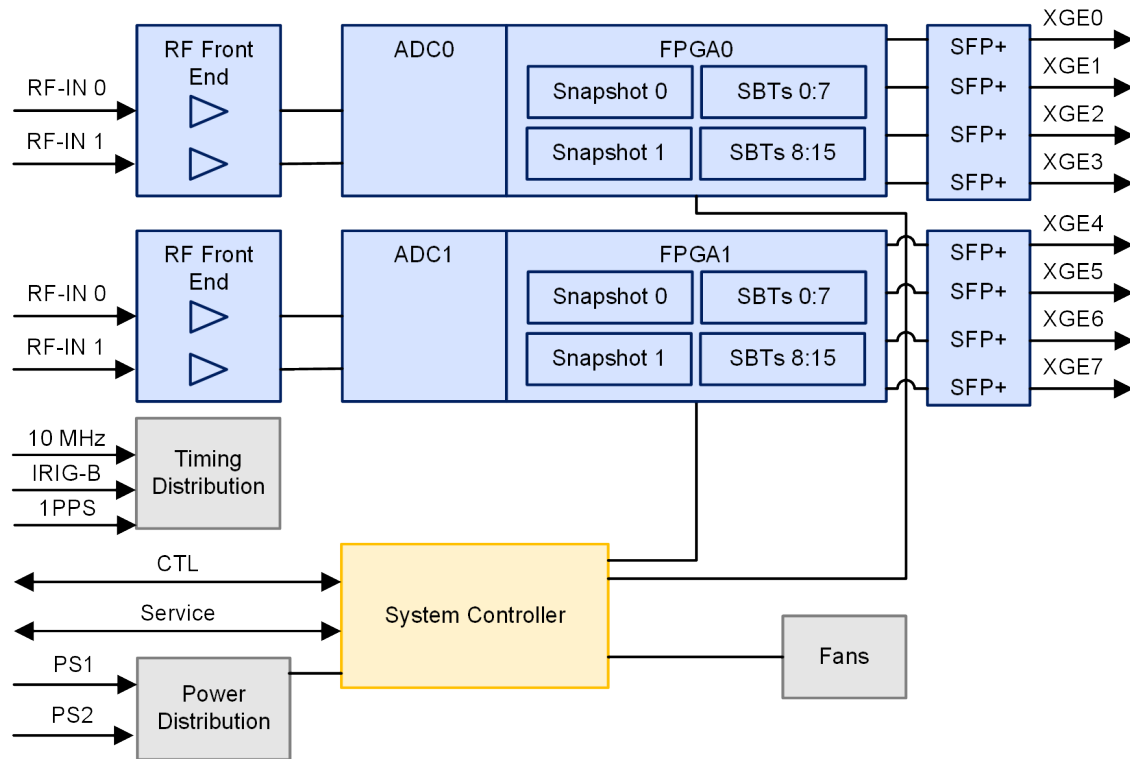 XGE0
RF Front
End
ADC0
FPGA0
SFP+
XGE1
RF-IN 0
Snapshot 0
SBTs 0:7
SFP+
XGE2
RF-IN 1
Snapshot 1
SBTs 8:15
SFP+
XGE3
SFP+
XGE4
RF Front
End
ADC1
FPGA1
SFP+
XGE5
RF-IN 0
Snapshot 0
SBTs 0:7
SFP+
XGE6
RF-IN 1
Snapshot 1
SBTs 8:15
SFP+
XGE7
SFP+
10 MHz
IRIG-B
1PPS
Timing
Distribution
CTL
Service
System Controller
Fans
PS1
PS2
Power
Distribution